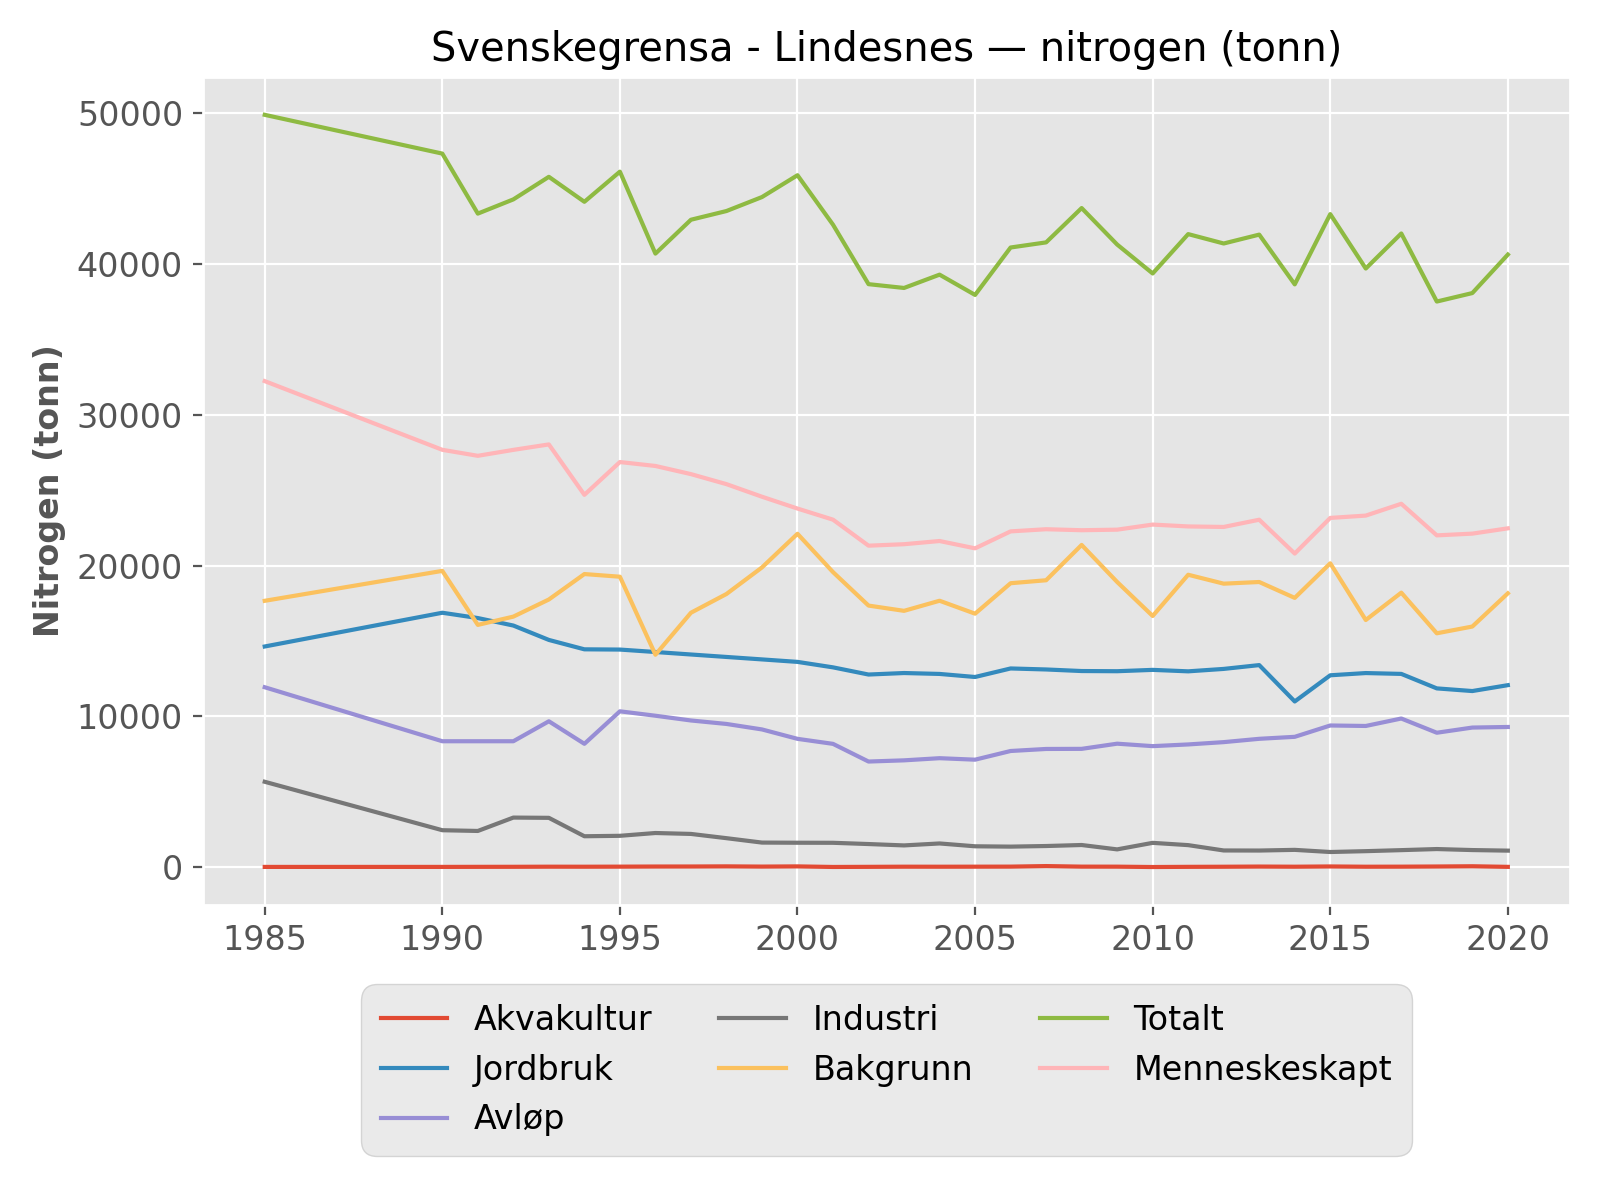 Svenskegrensa - Lindesnes — nitrogen (tonn)
Nitrogen (tonn)
50000
40000
30000
20000
10000
0
1985 1990 1995 2000 2005 2010 2015 2020
Akvakultur Industri Totalt
Jordbruk Bakgrunn Menneskeskapt
Avløp